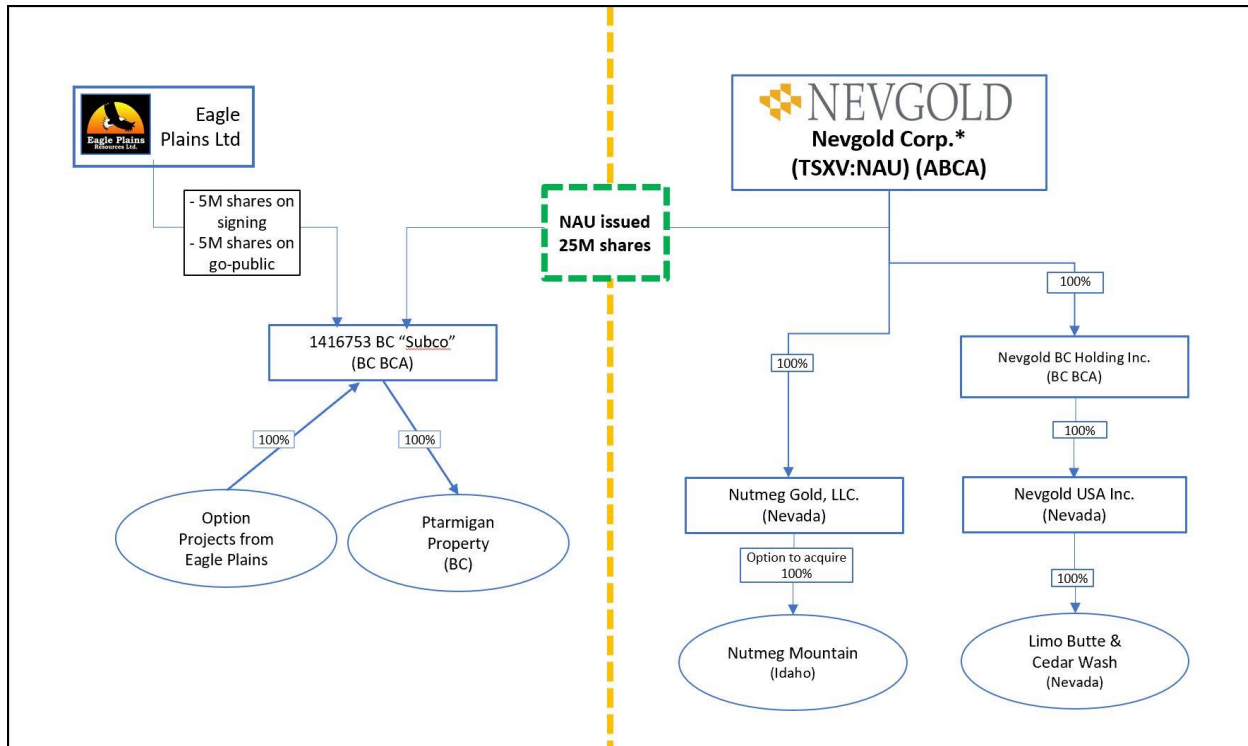 Eagle Plains
Resources Ltd.
Eagle
Plains Ltd
- 5M shares on
signing
- 5M shares on
go-public
1416753 BC “Subco”
(BC BCA)
100%
100%
Option
Projects from
Eagle Plains
Ptarmigan
Property
(BC)
NAU issued
25M shares
NEVGOLD
Nevgold Corp.*
(TSXV:NAU) (ABCA)
100%
100%
Nevgold BC Holding Inc.
(BC BCA)
100%
Nutmeg Gold, LLC.
(Nevada)
Nevgold USA Inc.
(Nevada)
Option to acquire
100%
100%
Nutmeg Mountain
(Idaho)
Limo Butte &
Cedar Wash
(Nevada)